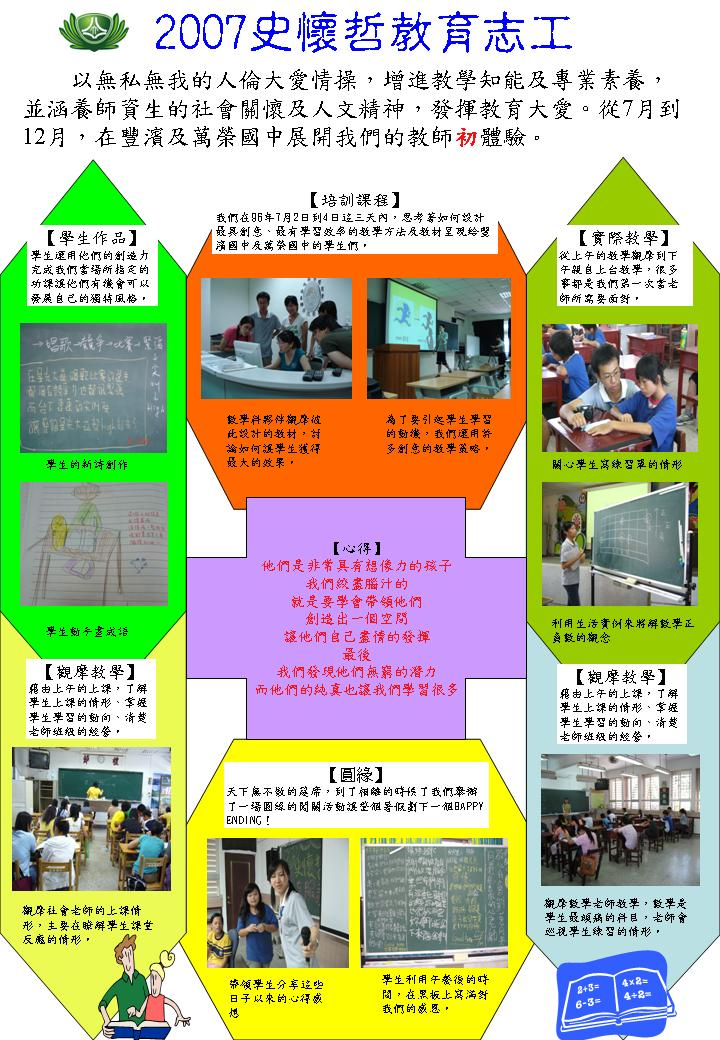 2007史懷哲教育志工
以無私無我的人倫大愛情操，增進教學知能及專業素養，
並涵養師資生的社會關懷及人文精神，發揮教育大愛。從7月到
12月，在豐濱及萬榮國中展開我們的教師初體驗。
【學生作品】
學生運用他們的創造力
完成我們當場所指定的
功課讓他們有機會可以
發展自己的獨特風格。
學生的新詩創作
學生動手畫成語
【培訓課程】
我們在96年7月2日到4日這三天內，思考著如何設計
最具創意、最有學習效率的教學方法及教材呈現給豐
濱國中及萬榮國中的學生們。
數學科夥伴觀摩彼
此設計的教材，討
論如何讓學生獲得
最大的效果。
為了要引起學生學習
的動機，我們運用許
多創意的教學策略。
【實際教學】
從上午的教學觀摩到下
午親自上台教學，很多
事都是我們第一次當老
師所需要面對。
關心學生寫練習單的情形
利用生活實例來將解數學正
負數的觀念
【心得】
他們是非常具有想像力的孩子
我們絞盡腦汁的
就是要學會帶領他們
創造出一個空間
讓他們自己盡情的發揮
最後
我們發現他們無窮的潛力
而他們的純真也讓我們學習很多
【觀摩教學】
藉由上午的上課，了解
學生上課的情形、掌握
學生學習的動向、清楚
老師班級的經營。
觀摩社會老師的上課情
形，主要在瞭解學生課堂
反應的情形。
【圓緣】
天下無不散的筵席，到了相離的時候了我們舉辦
了一場圓緣的闖關活動讓整個暑假劃下一個HAPPY
ENDING！
帶領學生分享這些
日子以來的心得感
想
學生利用午餐後的時
間，在黑板上寫滿對
我們的感恩。
【觀摩教學】
藉由上午的上課，了解
學生上課的情形、掌握
學生學習的動向、清楚
老師班級的經營。
觀摩數學老師教學，數學是
學生最頭痛的科目，老師會
巡視學生練習的情形。
2+3=
6-3=
4×2=
4÷2=